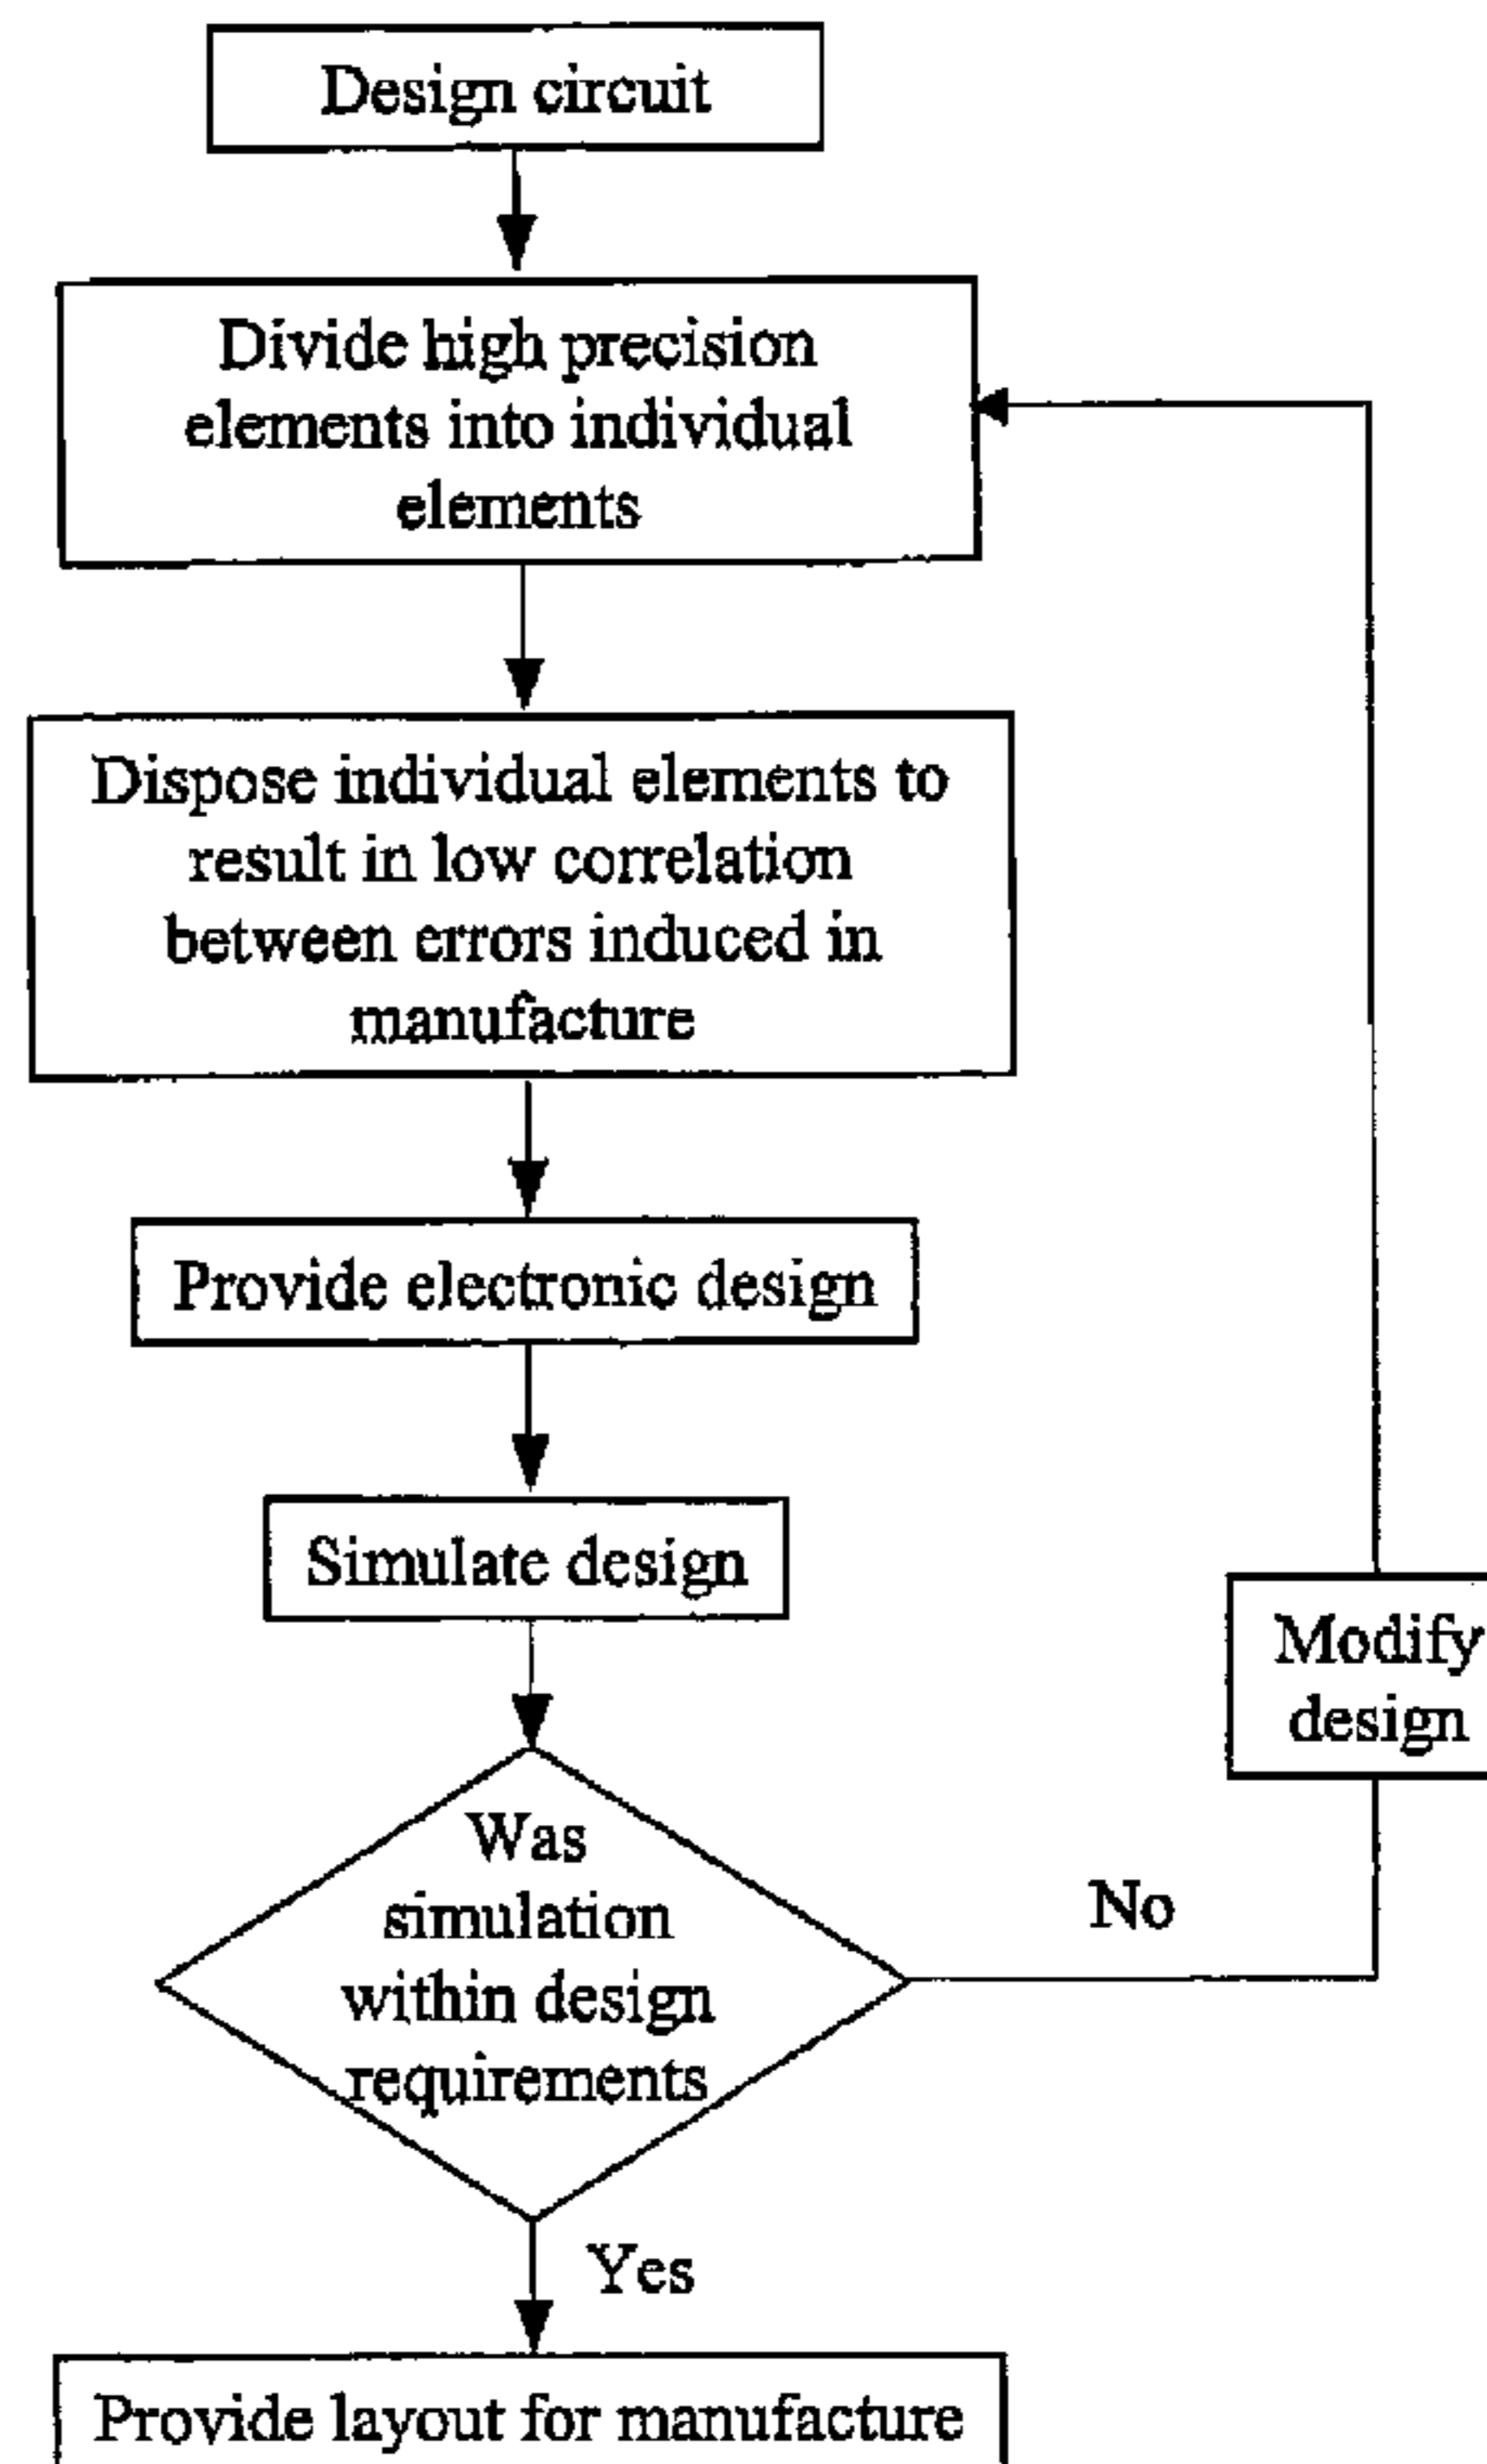 Design circuit
Divide high precision
elements into individual
elements
Dispose individual elements to
result in low correlation
between errors induced in
manufacture
Provide electronic design
Simulate design
Modify
design
Was
simulation
within design
requirements
No
Yes
Provide layout for manufacture